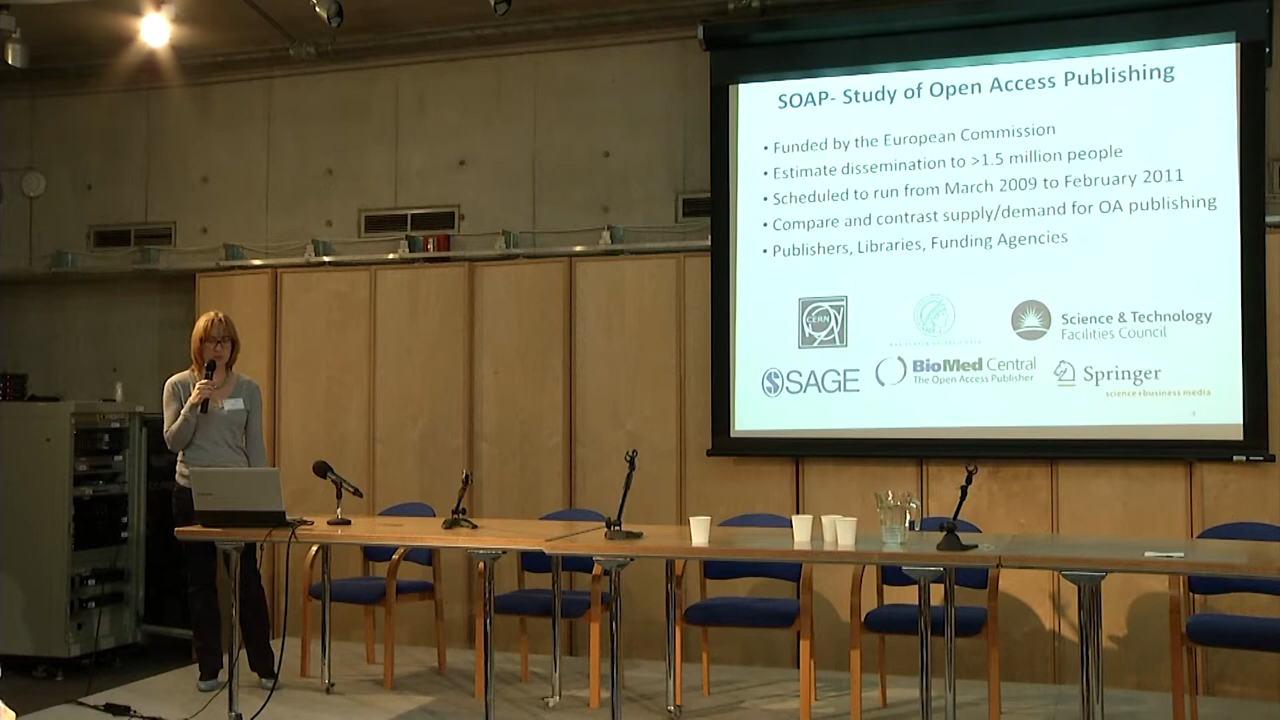 SOAP- Study of Open Access Publishing
• Funded by the European Commission
• Estimate dissemination to >1.5 million people
• Scheduled to run from March 2009 to February 2011
• Compare and contrast supply/demand for OA publishing
• Publishers, Libraries, Funding Agencies
CERN
Science & Technology
Facilities Council
SAGE
BioMed Central
The Open Access Publisher
Springer
science+business media